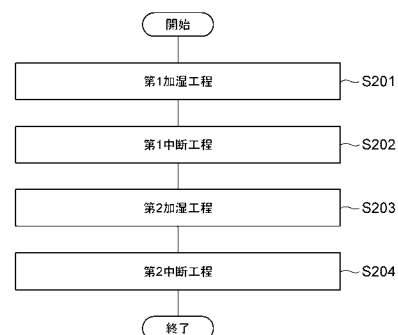 開始
第1加湿工程 S201
第1中断工程 S202
第2加湿工程 S203
第2中断工程 S204
終了